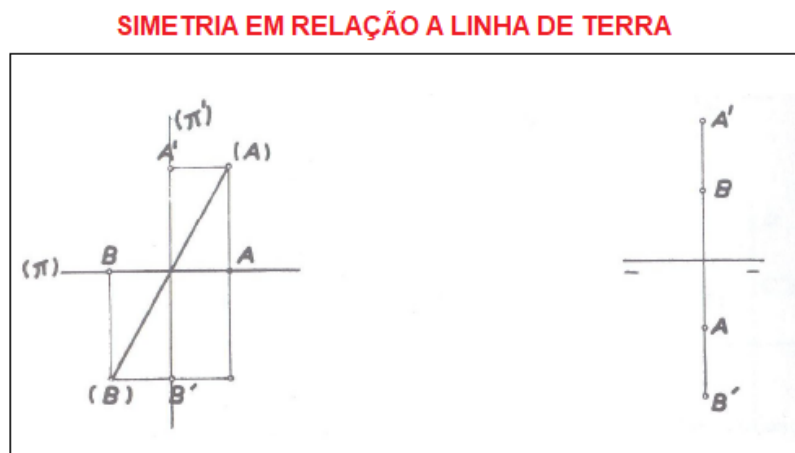 SIMETRIA EM RELAÇÃO A LINHA DE TERRA
(π')
A' (A)
B A
(π)
(B) B'
A'
B
A
B'